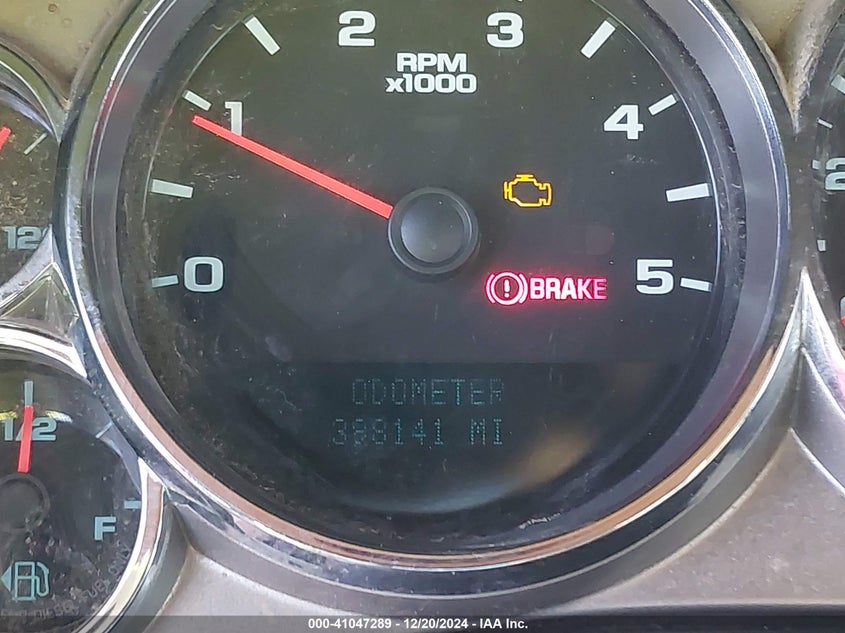 2
3
RPM
x1000
1
4
12
2
0
BRAKE
5
ODOMETER
388141 MI
1/2
F
000-41047289 – 12/20/2024 – IAA Inc.